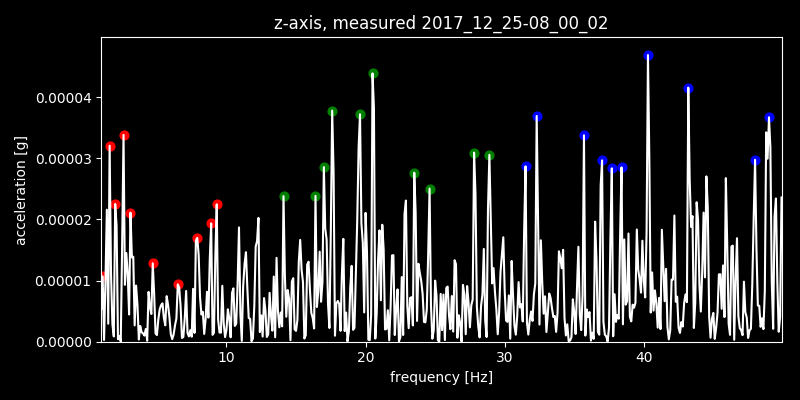 z-axis, measured 2017_12_25-08_00_02
acceleration [g]
0.00004
0.00003
0.00002
0.00001
0.00000
10 20 30 40
frequency [Hz]